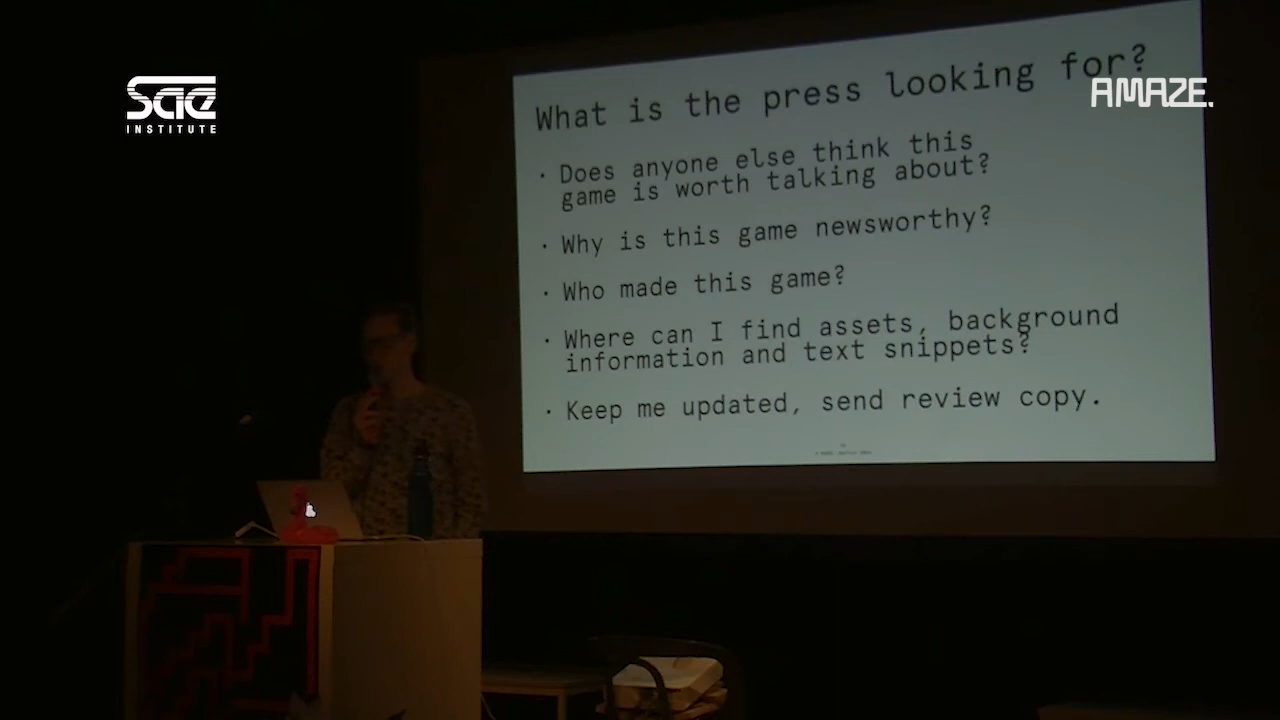 sae
INSTITUTE
AMAZE.
What is the press looking for?
· Does anyone else think this
game is worth talking about?
· Why is this game newsworthy?
· Who made this game?
· Where can I find assets, background
information and text snippets?
· Keep me updated, send review copy.